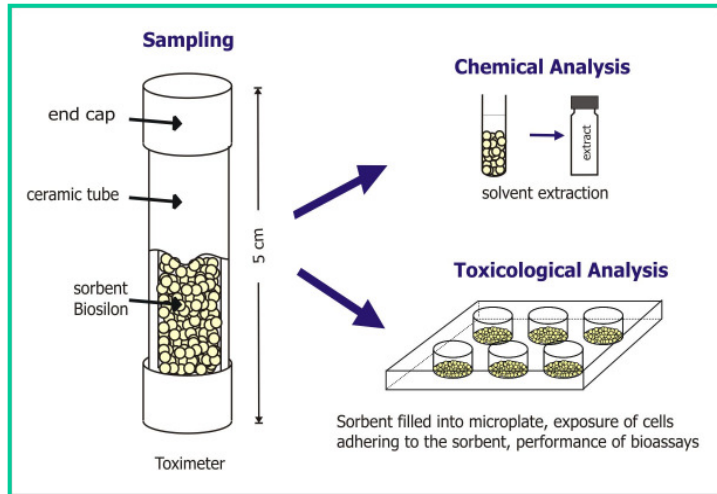 Sampling
end cap
ceramic tube
sorbent
Biosilon
5 cm
Toximeter
Chemical Analysis
extract
solvent extraction
Toxicological Analysis
Sorbent filled into microplate, exposure of cells
adhering to the sorbent, performance of bioassays